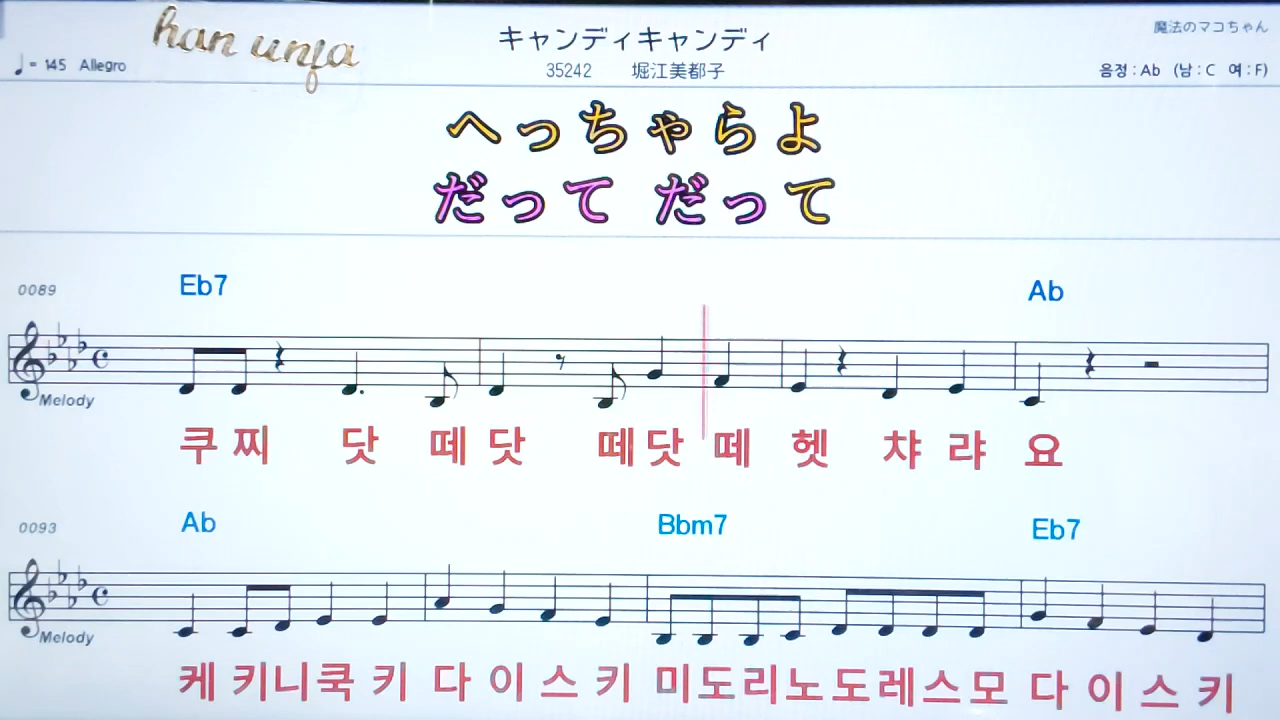 han unja
キャンディキャンディ
魔法のマコちゃん
♩= 145 Allegro
35242 堀江美都子
음정 : Ab (남 : C 여 : F)
へっちゃらよ
だって だって
0089 Eb7 Ab
Melody
쿠 찌 닷 떼 닷 떼 닷 떼 헷 챠 랴 요
0093 Ab Bbm7 Eb7
Melody
케 키 니 쿡 키 다 이 스 키 미 도 리 노 도 레 스 모 다 이 스 키